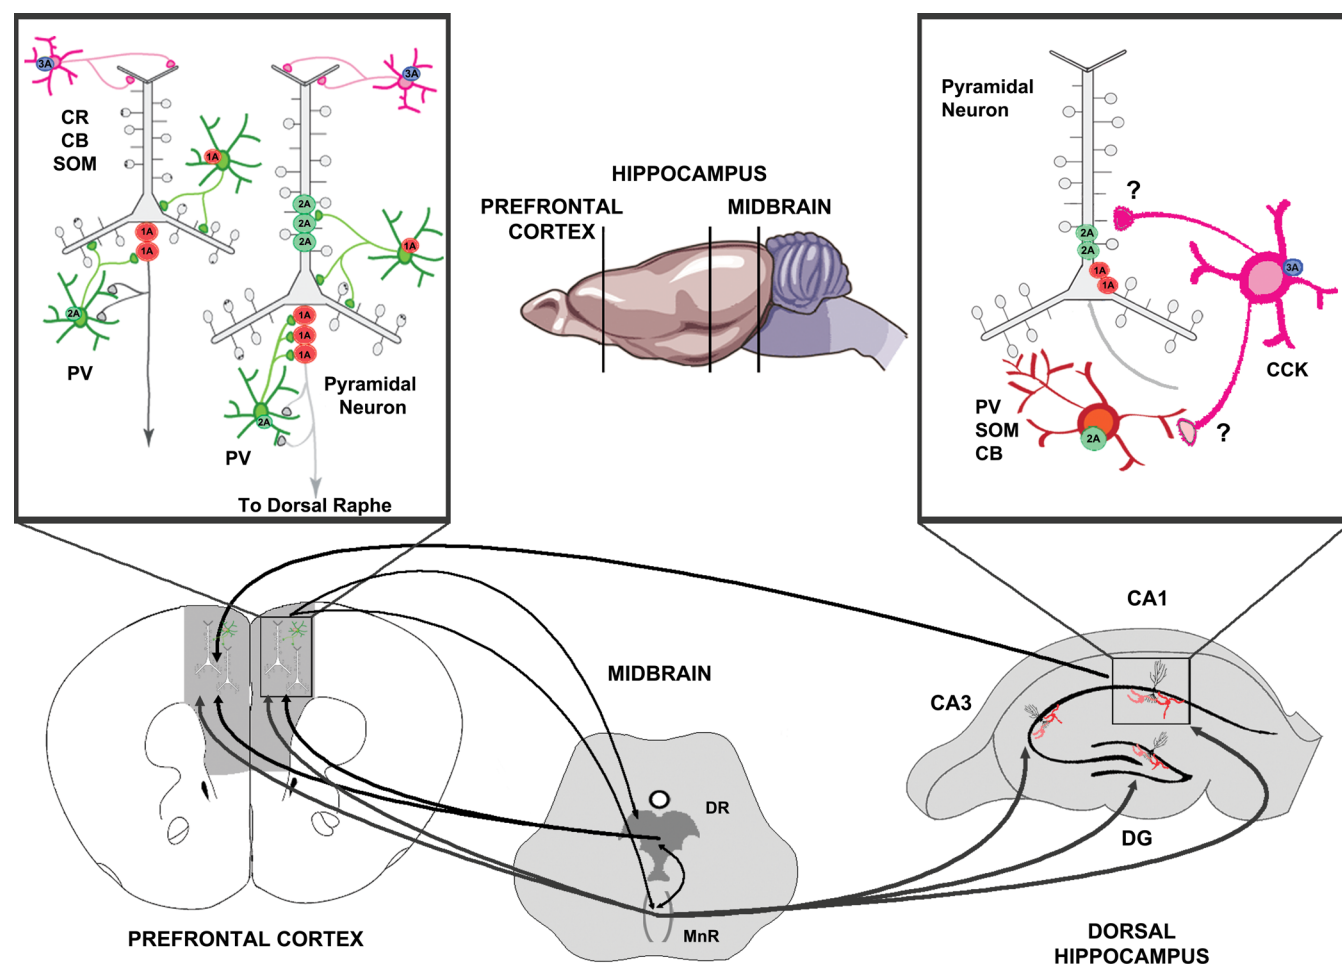 3A
3A
CR
CB
SOM
1A
1A
1A
2A
PV
2A
2A
2A
1A
1A
1A
1A
2A
Pyramidal
Neuron
PV
To Dorsal Raphe
HIPPOCAMPUS
PREFRONTAL
CORTEX
MIDBRAIN
Pyramidal
Neuron
?
2A
2A
1A
1A
3A
CCK
PV
SOM
CB
2A
?
CA1
CA3
DG
DORSAL
HIPPOCAMPUS
MIDBRAIN
DR
MnR
PREFRONTAL CORTEX